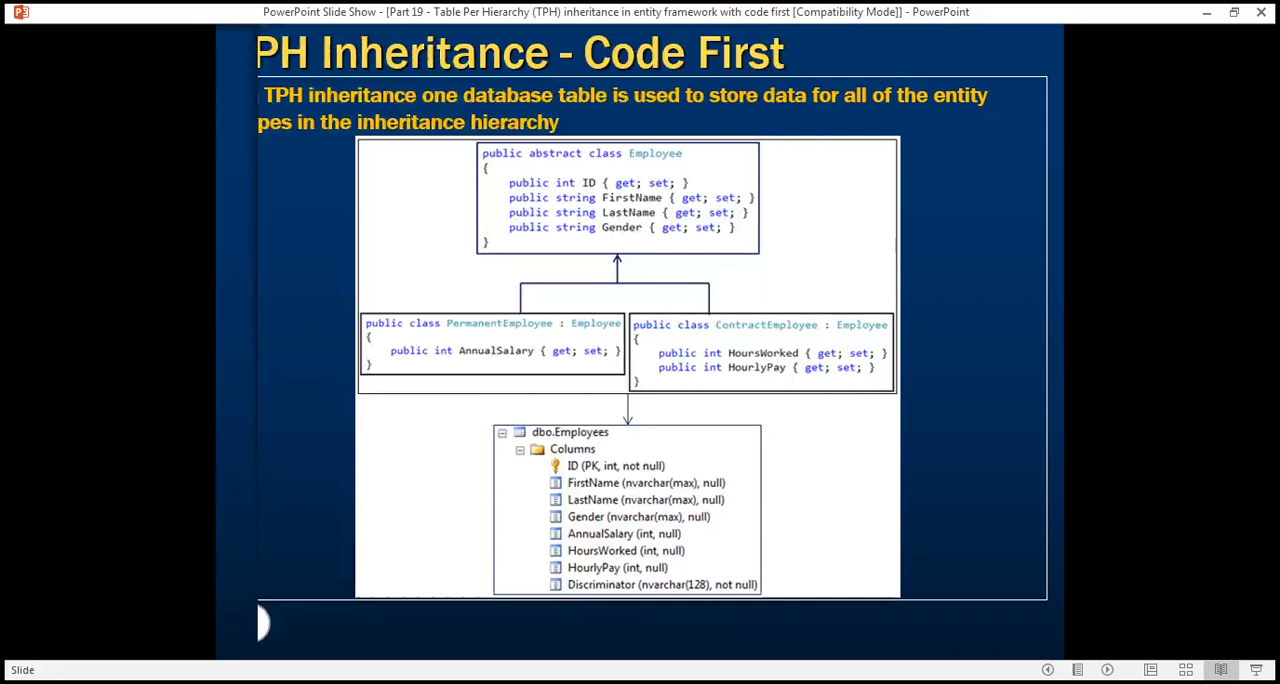 PowerPoint Slide Show - [Part 19 - Table Per Hierarchy (TPH) inheritance in entity framework with code first [Compatibility Mode]] - PowerPoint
PH Inheritance - Code First
TPH inheritance one database table is used to store data for all of the entity
pes in the inheritance hierarchy
public abstract class Employee
{
public int ID { get; set; }
public string FirstName { get; set; }
public string LastName { get; set; }
public string Gender { get; set; }
}
public class PermanentEmployee : Employee
{
public int AnnualSalary { get; set; }
}
public class ContractEmployee : Employee
{
public int HoursWorked { get; set; }
public int HourlyPay { get; set; }
}
dbo.Employees
Columns
ID (PK, int, not null)
FirstName (nvarchar(max), null)
LastName (nvarchar(max), null)
Gender (nvarchar(max), null)
AnnualSalary (int, null)
HoursWorked (int, null)
HourlyPay (int, null)
Discriminator (nvarchar(128), not null)
Slide